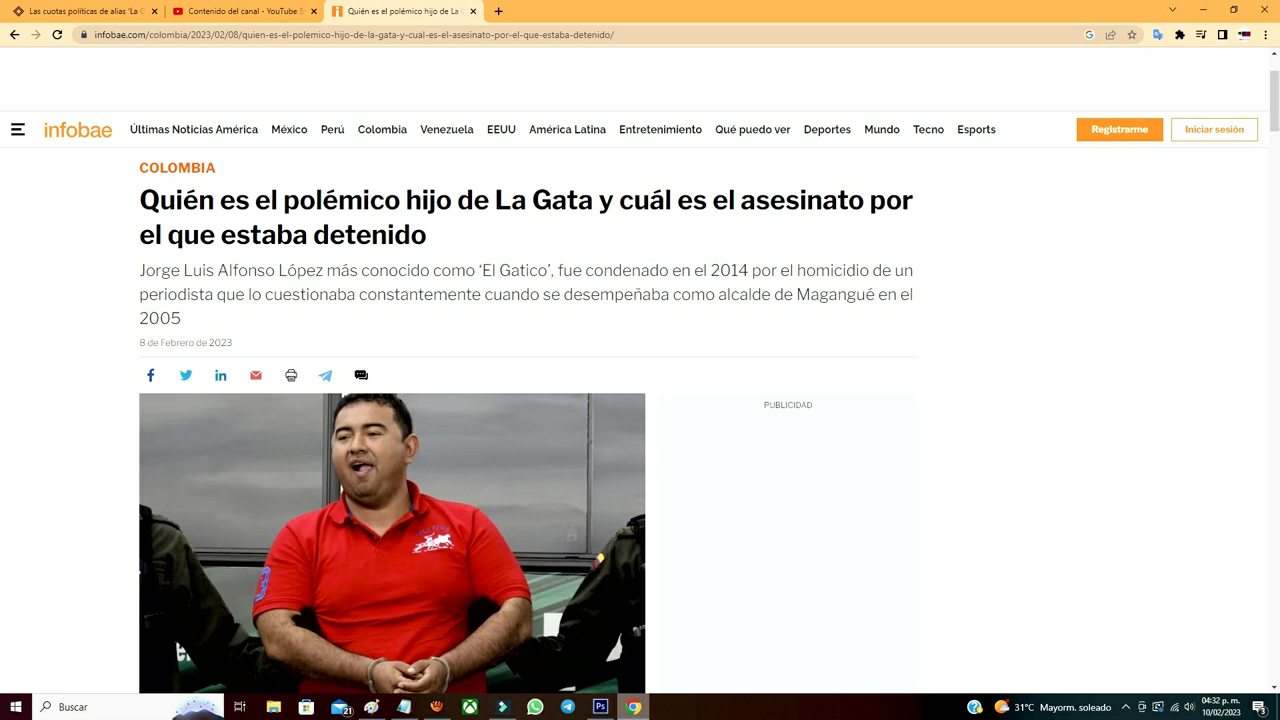 Las cuotas políticas de alias 'La G
Contenido del canal - YouTube S
Quién es el polémico hijo de La
infobae.com/colombia/2023/02/08/quien-es-el-polemico-hijo-de-la-gata-y-cual-es-el-asesinato-por-el-que-estaba-detenido/
infobae
Últimas Noticias América
México
Perú
Colombia
Venezuela
EEUU
América Latina
Entretenimiento
Qué puedo ver
Deportes
Mundo
Tecno
Esports
Registrarme
Iniciar sesión
COLOMBIA
Quién es el polémico hijo de La Gata y cuál es el asesinato por
el que estaba detenido
Jorge Luis Alfonso López más conocido como ‘El Gatico’, fue condenado en el 2014 por el homicidio de un
periodista que lo cuestionaba constantemente cuando se desempeñaba como alcalde de Magangué en el
2005
8 de Febrero de 2023
PUBLICIDAD
Buscar
21
31°C Mayorm. soleado
04:32 p. m.
10/02/2023
3